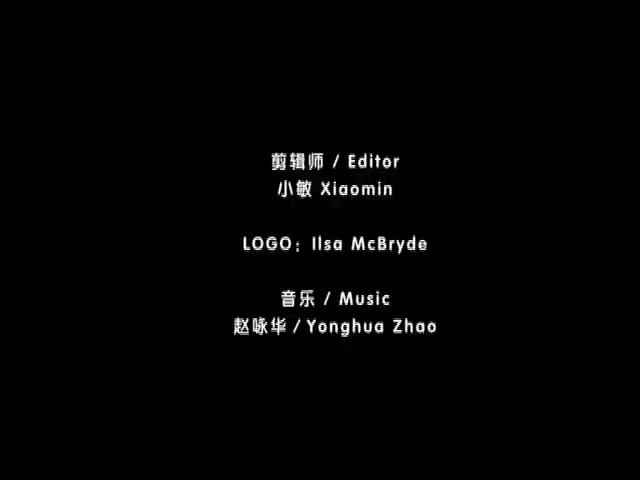 剪辑师 / Editor
小敏 Xiaomin
LOGO：Ilsa McBryde
音乐 / Music
赵咏华 / Yonghua Zhao